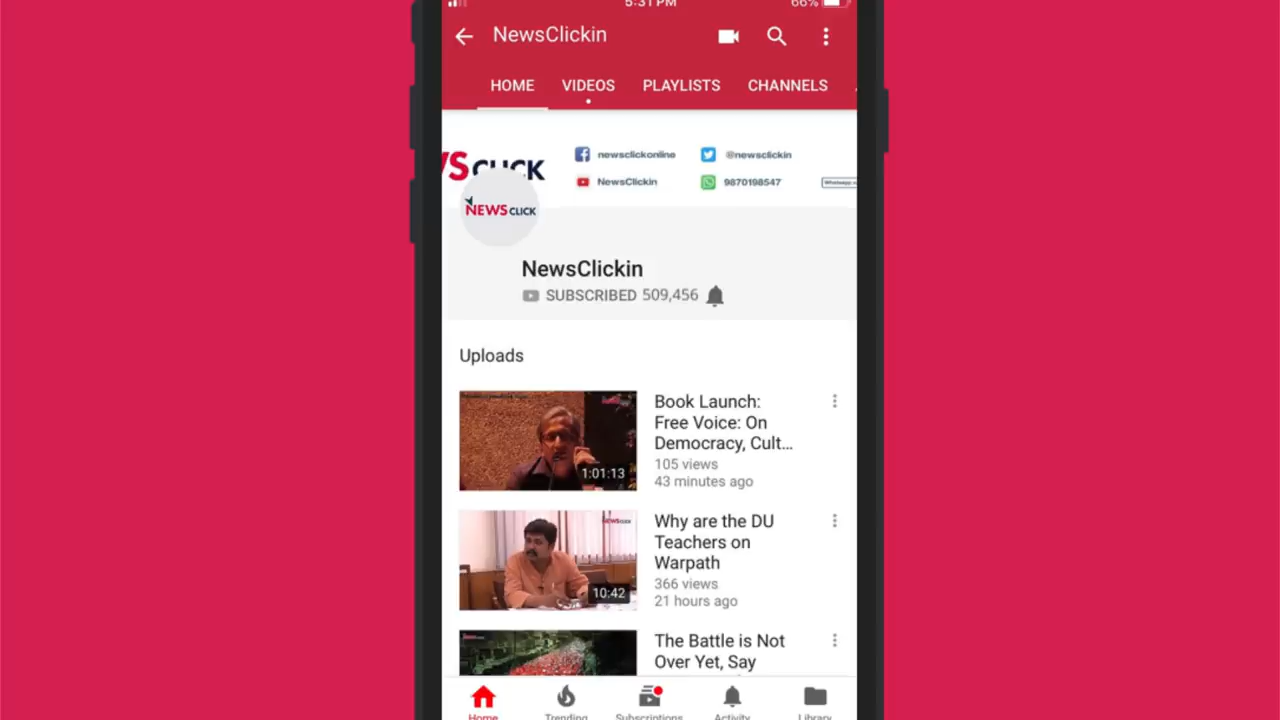 5:31 PM
66%
NewsClickin
HOME VIDEOS PLAYLISTS CHANNELS
S CLICK
newsclickonline
@newsclickin
NewsClickin
9870198547
NEWS CLICK
NewsClickin
SUBSCRIBED 509,456
Uploads
Book Launch:
Free Voice: On
Democracy, Cult...
105 views
43 minutes ago
1:01:13
Why are the DU
Teachers on
Warpath
366 views
21 hours ago
NEWSCLICK
10:42
The Battle is Not
Over Yet, Say
Home Trending Subscriptions Activity Library